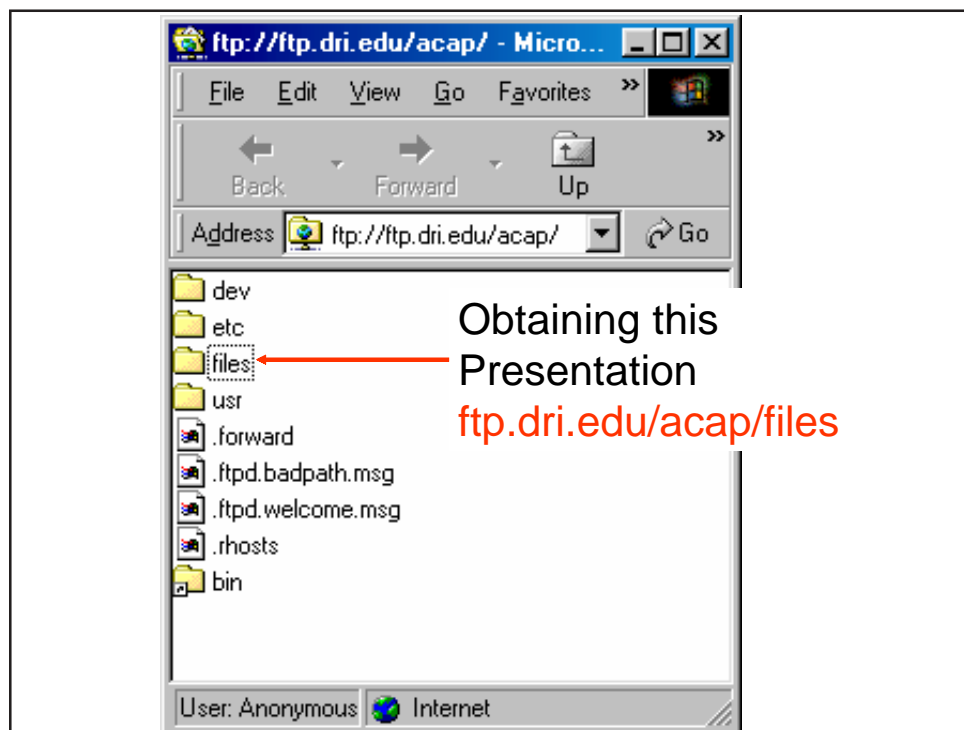 ftp://ftp.dri.edu/acap/ - Micro...
File Edit View Go Favorites »
»
Back Forward Up
Address ftp://ftp.dri.edu/acap/ Go
dev
etc
files
usr
.forward
.ftpd.badpath.msg
.ftpd.welcome.msg
.rhosts
bin
Obtaining this
Presentation
ftp.dri.edu/acap/files
User: Anonymous Internet